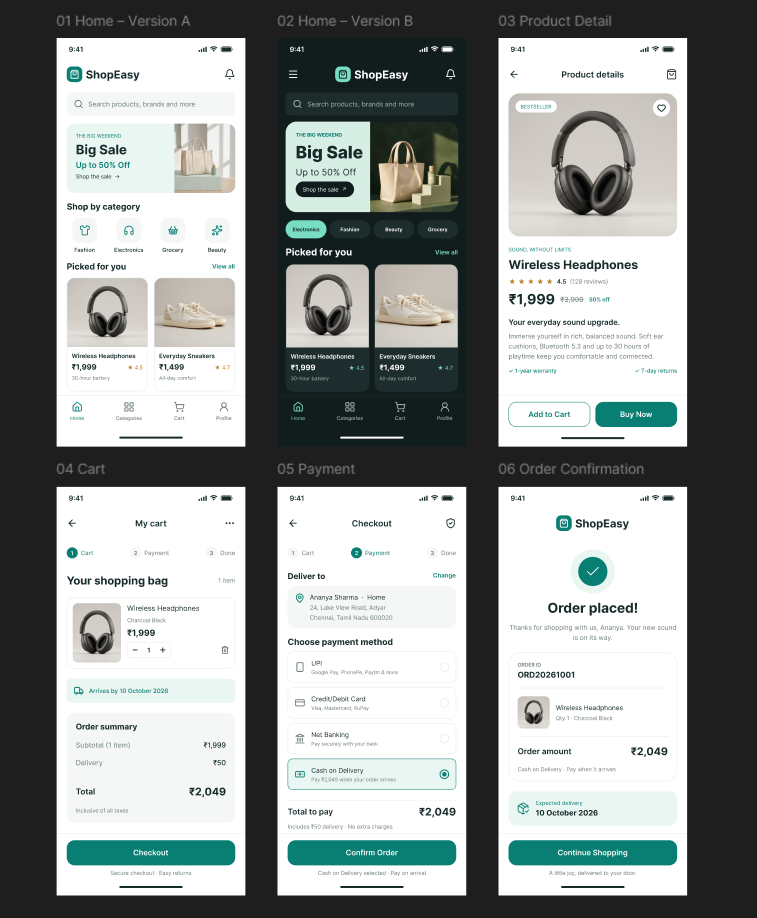 01 Home – Version A
9:41
ShopEasy
Search products, brands and more
THE BIG WEEKEND
Big Sale
Up to 50% Off
Shop the sale →
Shop by category
Fashion Electronics Grocery Beauty
Picked for you View all
Wireless Headphones
₹1,999 ★ 4.5
30-hour battery
Everyday Sneakers
₹1,499 ★ 4.7
All-day comfort
Home Categories Cart Profile
02 Home – Version B
9:41
ShopEasy
Search products, brands and more
THE BIG WEEKEND
Big Sale
Up to 50% Off
Shop the sale ↗
Electronics Fashion Beauty Grocery
Picked for you View all
Wireless Headphones
₹1,999 ★ 4.5
30-hour battery
Everyday Sneakers
₹1,499 ★ 4.7
All-day comfort
Home Categories Cart Profile
03 Product Detail
9:41
← Product details
BESTSELLER
SOUND, WITHOUT LIMITS
Wireless Headphones
★ ★ ★ ★ ★ 4.5 (128 reviews)
₹1,999 ₹3,999 50% off
Your everyday sound upgrade.
Immerse yourself in rich, balanced sound. Soft ear
cushions, Bluetooth 5.3 and up to 30 hours of
playtime keep you comfortable and connected.
✓ 1-year warranty ✓ 7-day returns
Add to Cart Buy Now
04 Cart
9:41
← My cart ...
1 Cart 2 Payment 3 Done
Your shopping bag 1 item
Wireless Headphones
Charcoal Black
₹1,999
− 1 +
Arrives by 10 October 2026
Order summary
Subtotal (1 item) ₹1,999
Delivery ₹50
Total ₹2,049
Inclusive of all taxes
Checkout
Secure checkout · Easy returns
05 Payment
9:41
← Checkout
1 Cart 2 Payment 3 Done
Deliver to Change
Ananya Sharma · Home
24, Lake View Road, Adyar
Chennai, Tamil Nadu 600020
Choose payment method
UPI
Google Pay, PhonePe, Paytm & more
Credit/Debit Card
Visa, Mastercard, RuPay
Net Banking
Pay securely with your bank
Cash on Delivery
Pay ₹2,049 when your order arrives
Total to pay ₹2,049
Includes ₹50 delivery · No extra charges
Confirm Order
Cash on Delivery selected · Pay on arrival
06 Order Confirmation
9:41
ShopEasy
Order placed!
Thanks for shopping with us, Ananya. Your new sound
is on its way.
ORDER ID
ORD20261001
Wireless Headphones
Qty 1 · Charcoal Black
Order amount ₹2,049
Cash on Delivery · Pay when it arrives
Expected delivery
10 October 2026
Continue Shopping
A little joy, delivered to your door.